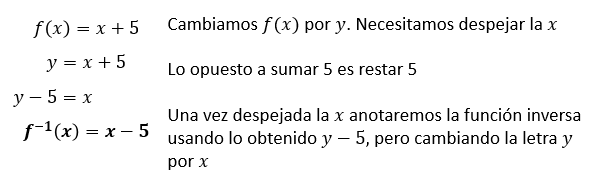 f(x) = x + 5
Cambiamos f(x) por y. Necesitamos despejar la x
y = x + 5
Lo opuesto a sumar 5 es restar 5
y − 5 = x
Una vez despejada la x anotaremos la función inversa
f⁻¹(x) = x − 5
usando lo obtenido y − 5, pero cambiando la letra y
por x